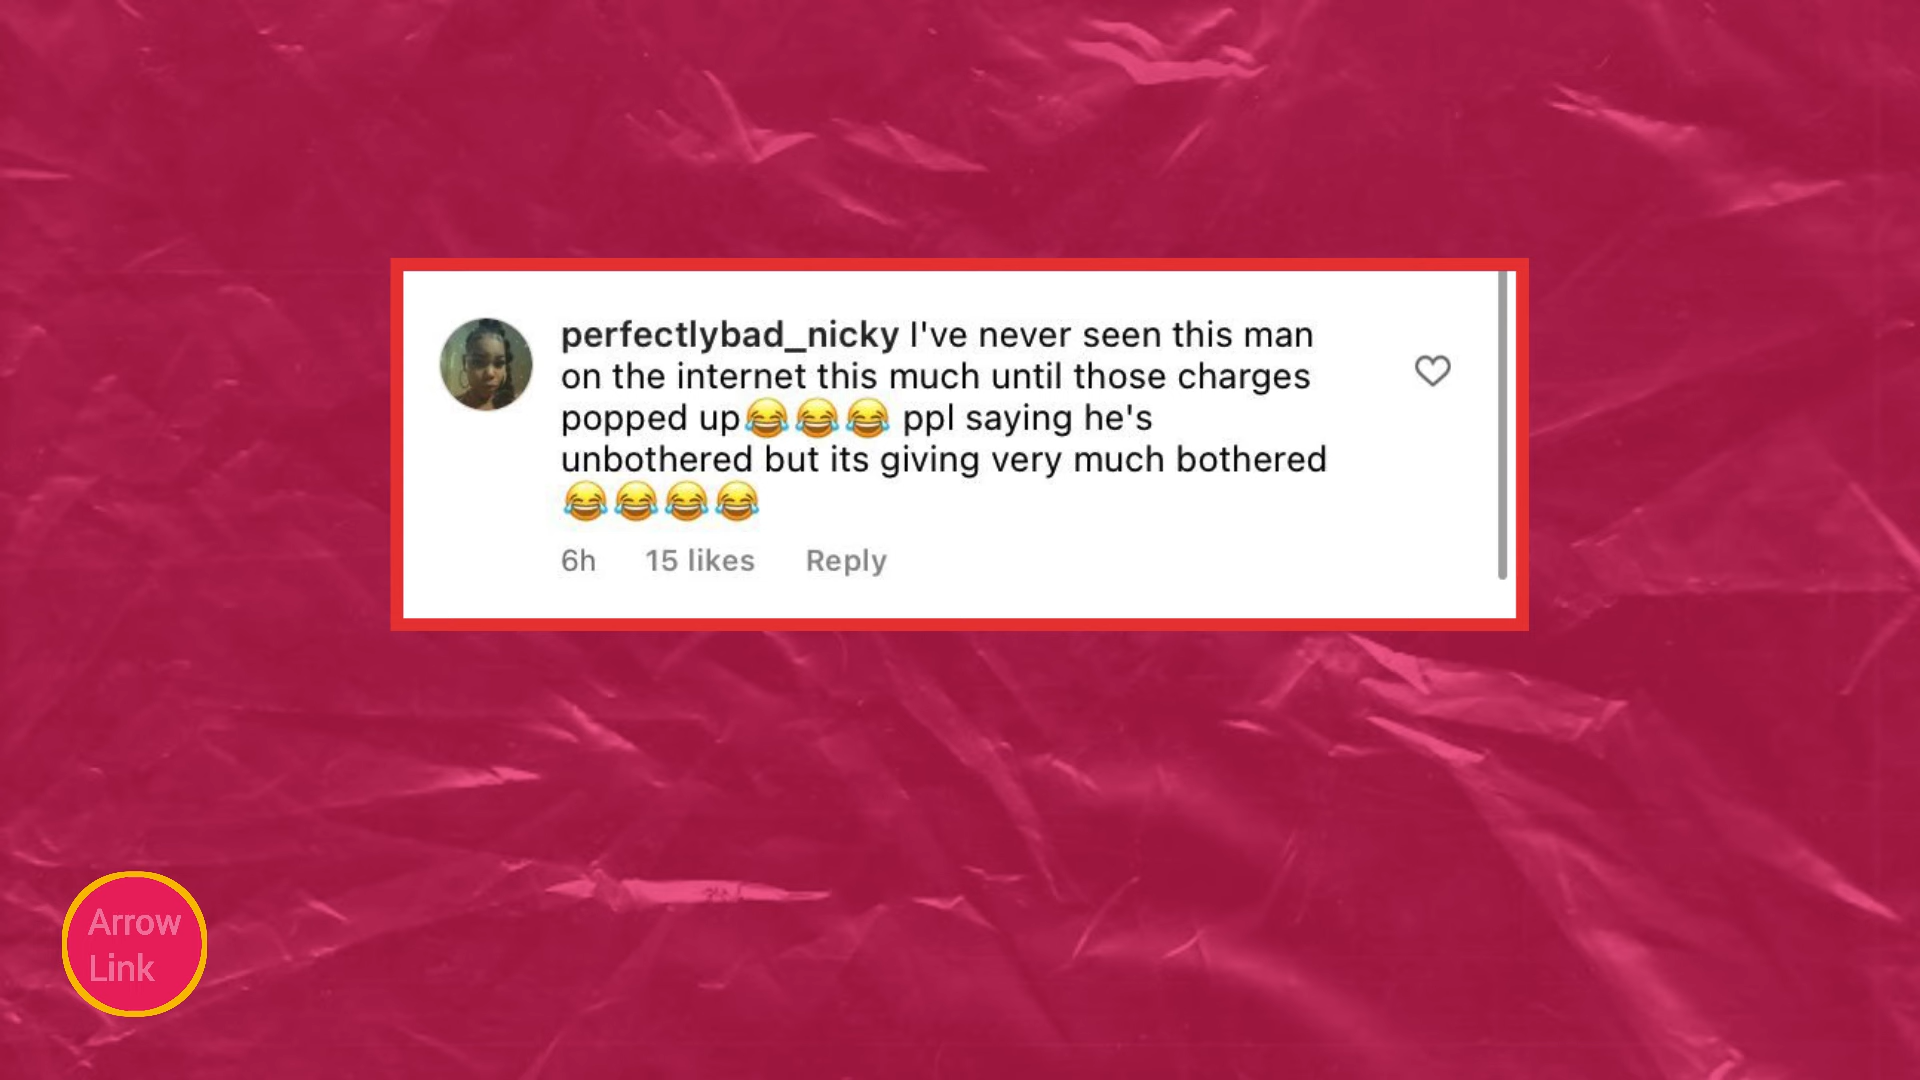 perfectlybad_nicky I've never seen this man
on the internet this much until those charges
popped up😂😂😂 ppl saying he's
unbothered but its giving very much bothered
😂😂😂😂
6h 15 likes Reply
Arrow
Link